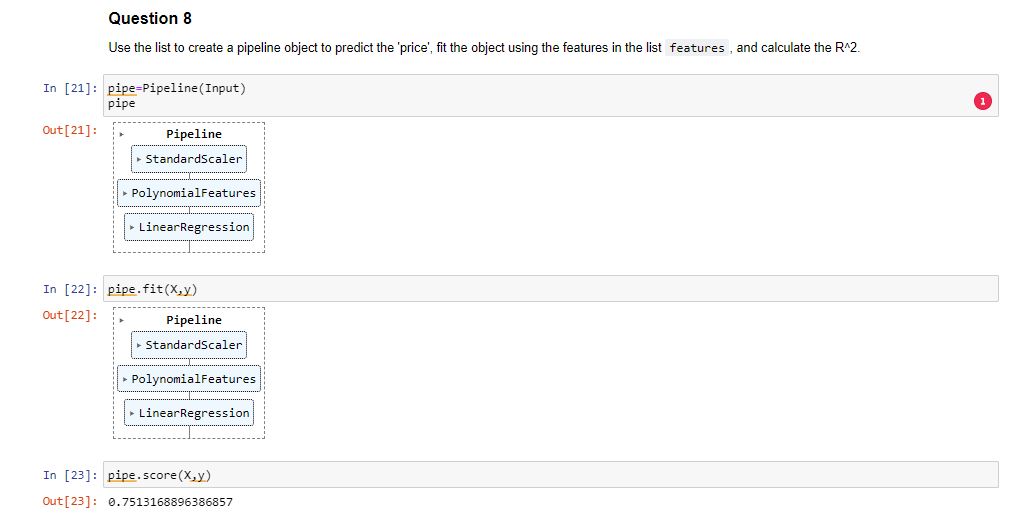 Question 8
Use the list to create a pipeline object to predict the 'price', fit the object using the features in the list features , and calculate the R^2.
In [21]: pipe=Pipeline(Input)
pipe
1
Out[21]:
Pipeline
StandardScaler
PolynomialFeatures
LinearRegression
In [22]: pipe.fit(X,y)
Out[22]:
Pipeline
StandardScaler
PolynomialFeatures
LinearRegression
In [23]: pipe.score(X,y)
Out[23]: 0.7513168896386857